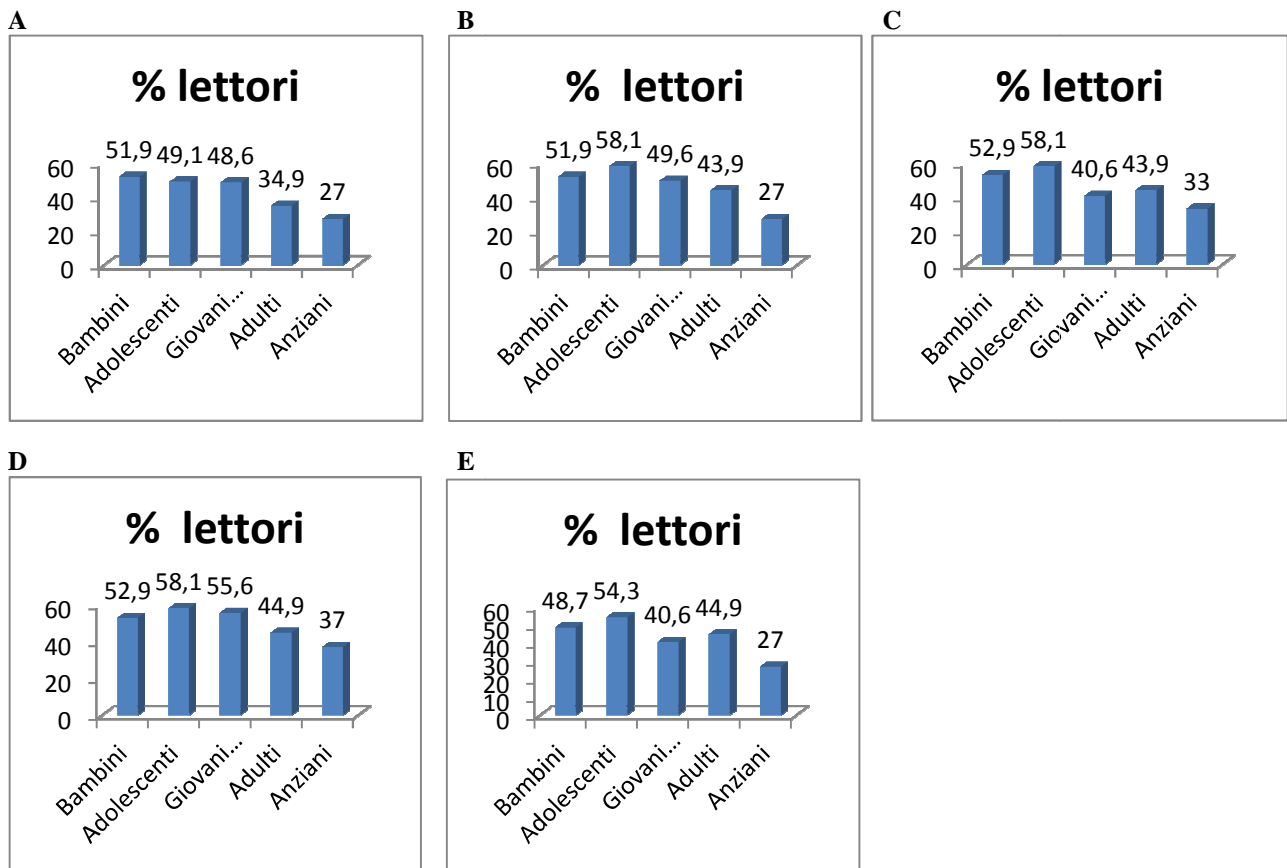 A
% lettori
51,9 49,1 48,6 34,9 27
60
40
20
0
Bambini
Adolescenti
Giovani...
Adulti
Anziani
B
% lettori
51,9 58,1 49,6 43,9 27
60
40
20
0
Bambini
Adolescenti
Giovani...
Adulti
Anziani
C
% lettori
52,9 58,1 40,6 43,9 33
60
40
20
0
Bambini
Adolescenti
Giovani...
Adulti
Anziani
D
% lettori
52,9 58,1 55,6 44,9 37
60
40
20
0
Bambini
Adolescenti
Giovani...
Adulti
Anziani
E
% lettori
48,7 54,3 40,6 44,9 27
60
50
40
30
20
10
0
Bambini
Adolescenti
Giovani...
Adulti
Anziani